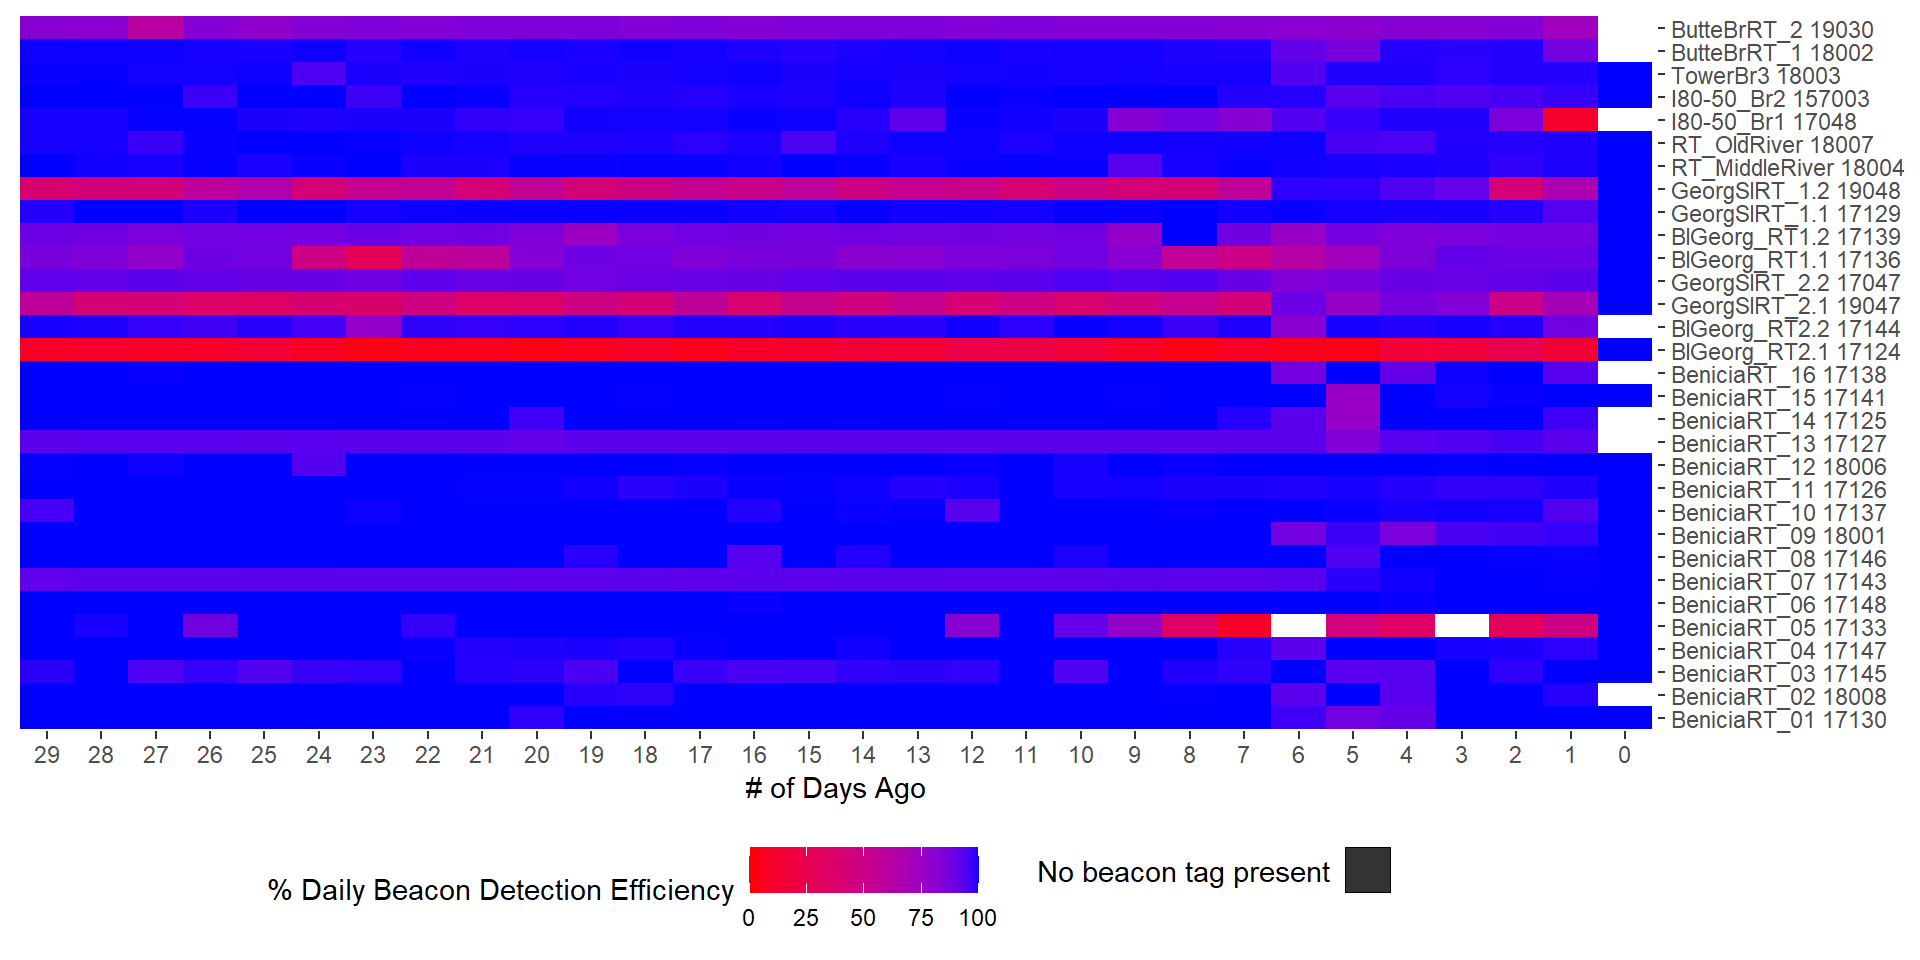 ButteBrRT_2 19030
ButteBrRT_1 18002
TowerBr3 18003
I80-50_Br2 157003
I80-50_Br1 17048
RT_OldRiver 18007
RT_MiddleRiver 18004
GeorgSlRT_1.2 19048
GeorgSlRT_1.1 17129
BlGeorg_RT1.2 17139
BlGeorg_RT1.1 17136
GeorgSlRT_2.2 17047
GeorgSlRT_2.1 19047
BlGeorg_RT2.2 17144
BlGeorg_RT2.1 17124
BeniciaRT_16 17138
BeniciaRT_15 17141
BeniciaRT_14 17125
BeniciaRT_13 17127
BeniciaRT_12 18006
BeniciaRT_11 17126
BeniciaRT_10 17137
BeniciaRT_09 18001
BeniciaRT_08 17146
BeniciaRT_07 17143
BeniciaRT_06 17148
BeniciaRT_05 17133
BeniciaRT_04 17147
BeniciaRT_03 17145
BeniciaRT_02 18008
BeniciaRT_01 17130
29 28 27 26 25 24 23 22 21 20 19 18 17 16 15 14 13 12 11 10 9 8 7 6 5 4 3 2 1 0
# of Days Ago
% Daily Beacon Detection Efficiency
0 25 50 75 100
No beacon tag present